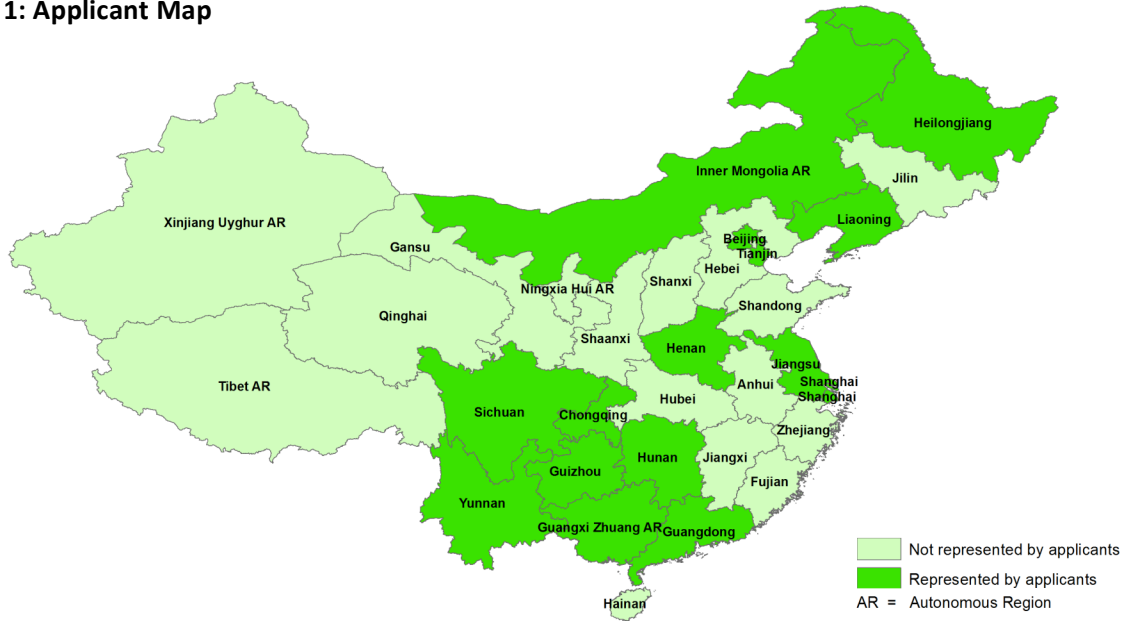 1: Applicant Map
Heilongjiang
Inner Mongolia AR
Jilin
Xinjiang Uyghur AR
Liaoning
Gansu
Beijing
Tianjin
Hebei
Shanxi
Ningxia Hui AR
Shandong
Qinghai
Shaanxi
Henan
Jiangsu
Tibet AR
Anhui
Shanghai
Shanghai
Hubei
Sichuan
Chongqing
Zhejiang
Hunan
Jiangxi
Guizhou
Fujian
Yunnan
Guangxi Zhuang AR
Guangdong
Hainan
Not represented by applicants
Represented by applicants
AR = Autonomous Region